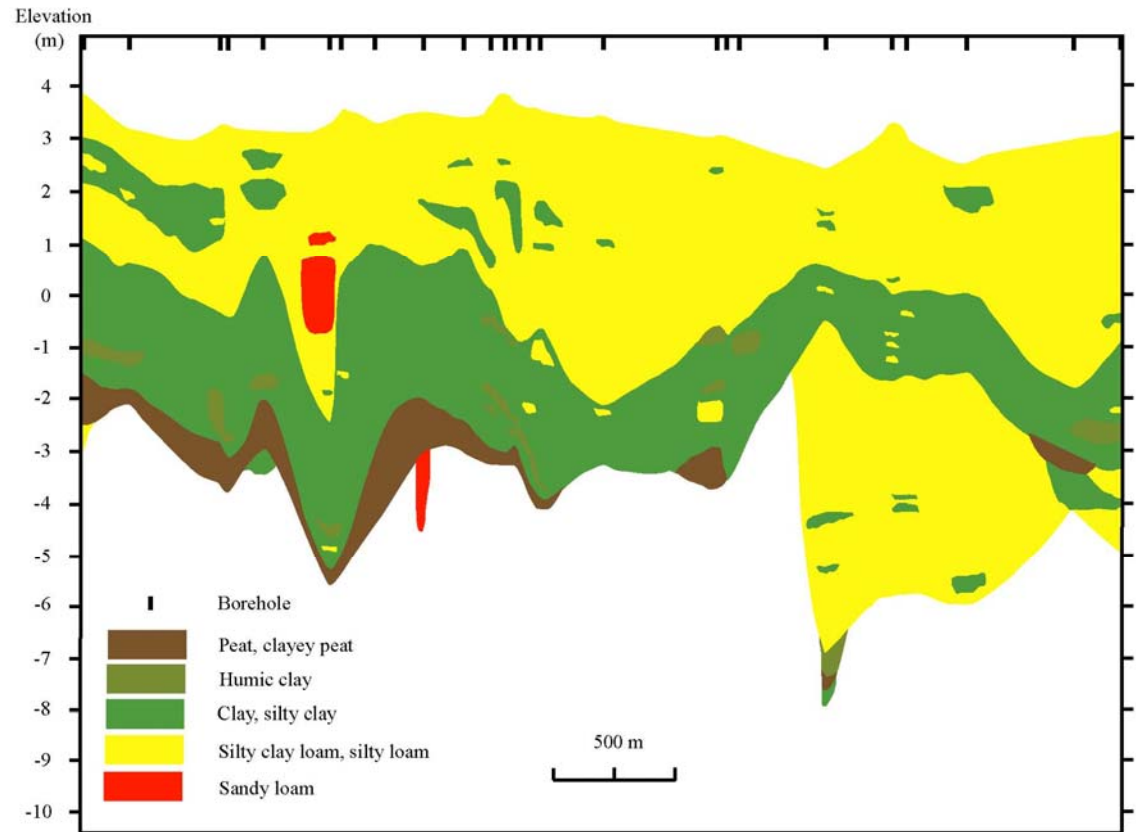 Elevation
(m)
4
3
2
1
0
-1
-2
-3
-4
-5
-6
-7
-8
-9
-10
Borehole
Peat, clayey peat
Humic clay
Clay, silty clay
Silty clay loam, silty loam
Sandy loam
500 m